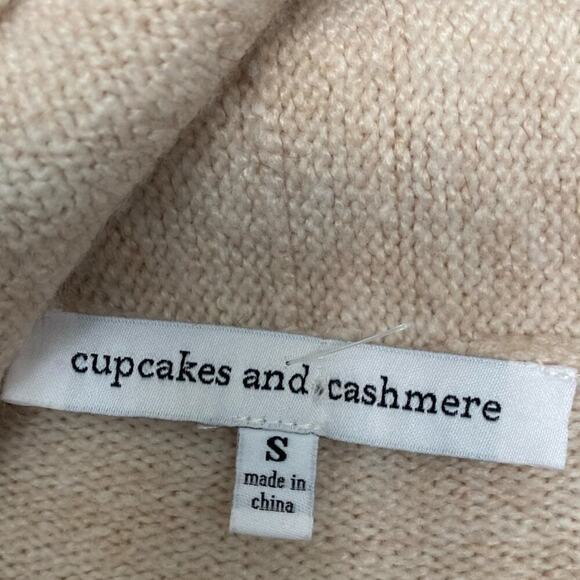 cupcakes and cashmere
S
made in
china